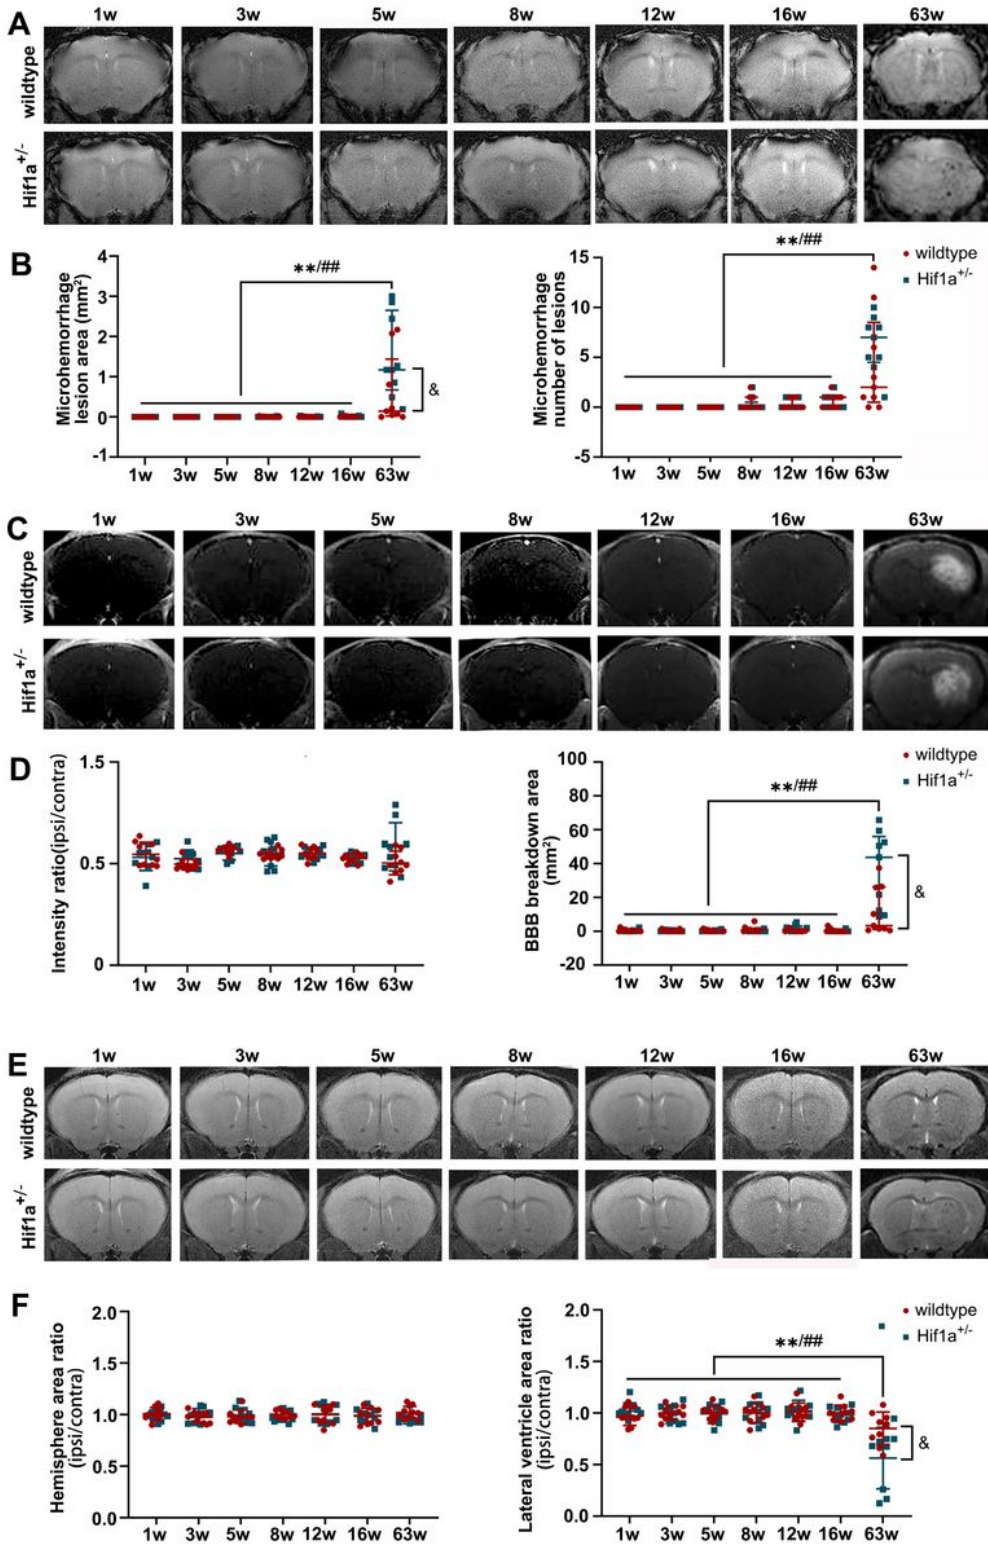 A
1w 3w 5w 8w 12w 16w 63w
wildtype
Hif1a+/-
B
Microhemorrhage
lesion area (mm²)
4
3
2
1
0
-1
**/##
&
1w 3w 5w 8w 12w 16w 63w
Microhemorrhage
number of lesions
15
10
5
0
-5
**/##
1w 3w 5w 8w 12w 16w 63w
wildtype
Hif1a+/-
C
1w 3w 5w 8w 12w 16w 63w
wildtype
Hif1a+/-
D
Intensity ratio(ipsi/contra)
1.5
0.5
0
1w 3w 5w 8w 12w 16w 63w
BBB breakdown area
(mm²)
100
80
60
40
20
0
-20
**/##
&
1w 3w 5w 8w 12w 16w 63w
wildtype
Hif1a+/-
E
1w 3w 5w 8w 12w 16w 63w
wildtype
Hif1a+/-
F
Hemisphere area ratio
(ipsi/contra)
2.0
1.5
1.0
0.5
0.0
1w 3w 5w 8w 12w 16w 63w
Lateral ventricle area ratio
(ipsi/contra)
2.0
1.5
1.0
0.5
0.0
**/##
&
1w 3w 5w 8w 12w 16w 63w
wildtype
Hif1a+/-